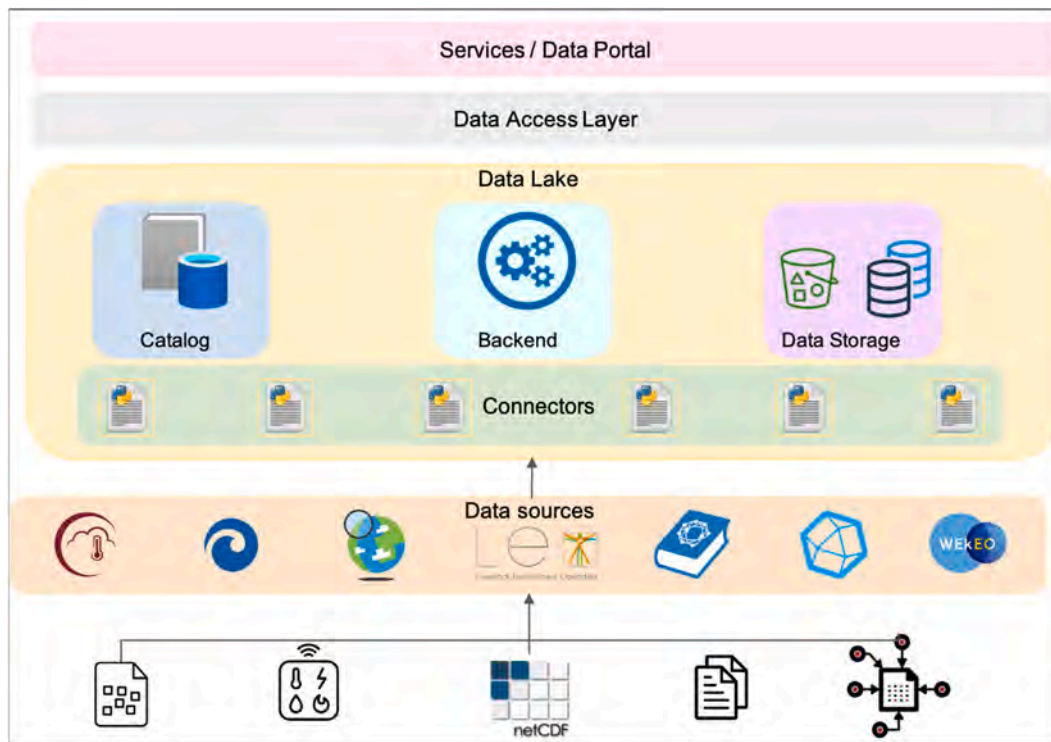 Services / Data Portal
Data Access Layer
Data Lake
Catalog
Backend
Data Storage
Connectors
Data sources
WEkEO
netCDF